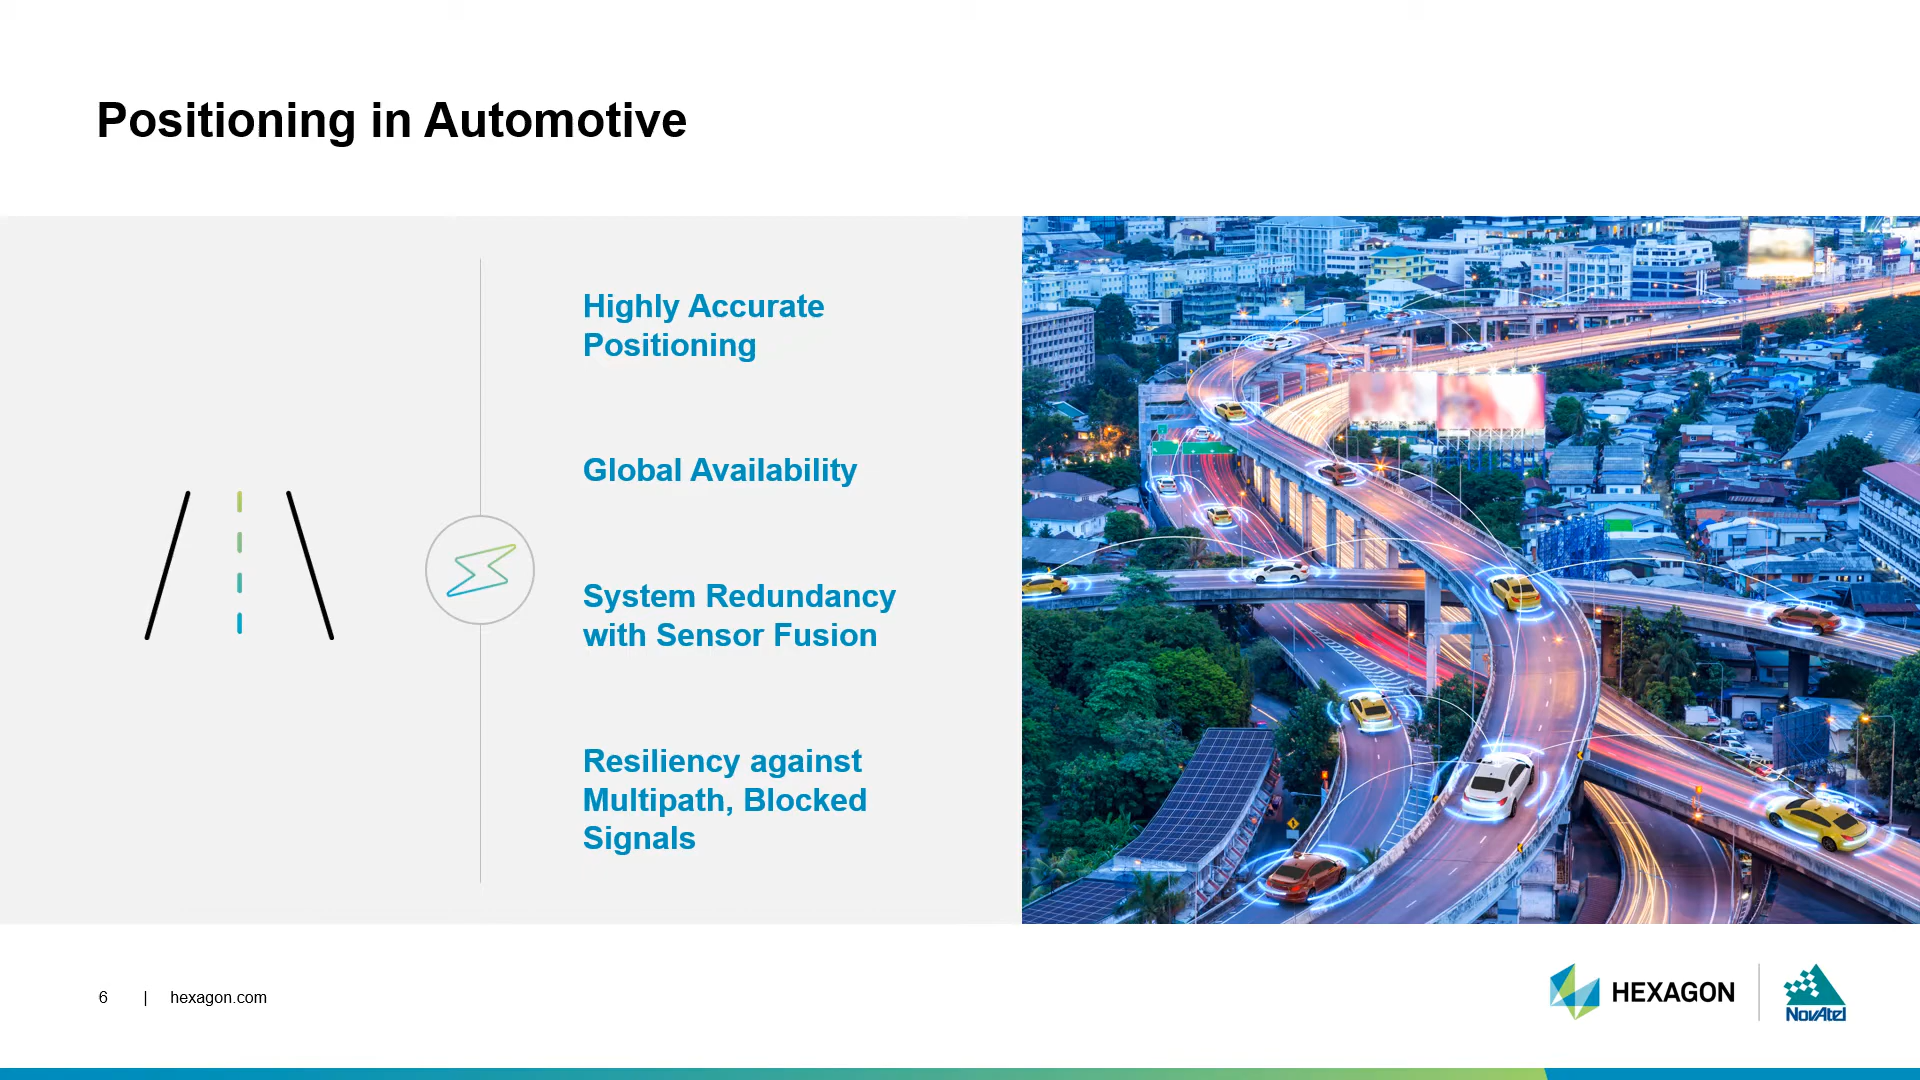 Positioning in Automotive
Highly Accurate
Positioning
Global Availability
System Redundancy
with Sensor Fusion
Resiliency against
Multipath, Blocked
Signals
6 | hexagon.com
HEXAGON
NovAtel